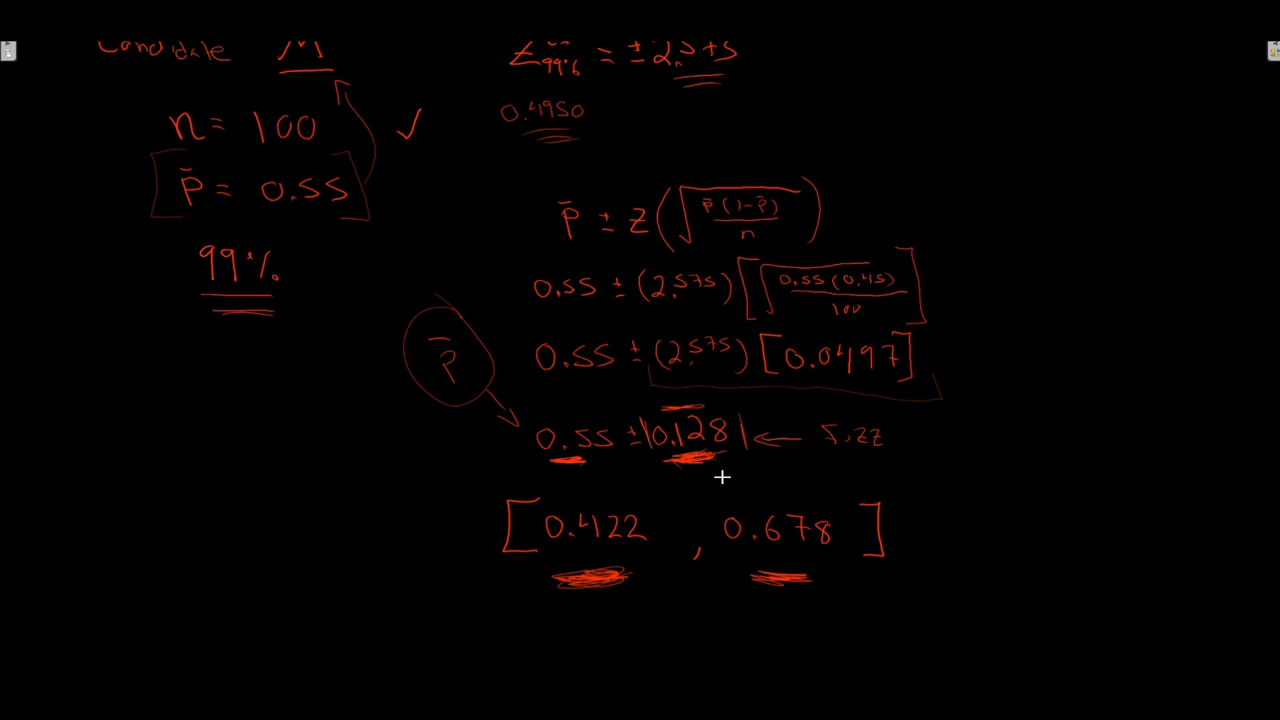 Candidate M
n = 100 ✓
p̄ = 0.55
99%
Z99% = ± 2.575
0.4950
p̄ ± z (√ p̄ (1-p̄) / n)
0.55 ± (2.575) [√ 0.55 (0.45) / 100]
0.55 ± (2.575) [0.0497]
p̄
0.55 ± |0.128| ←
[0.422 , 0.678]